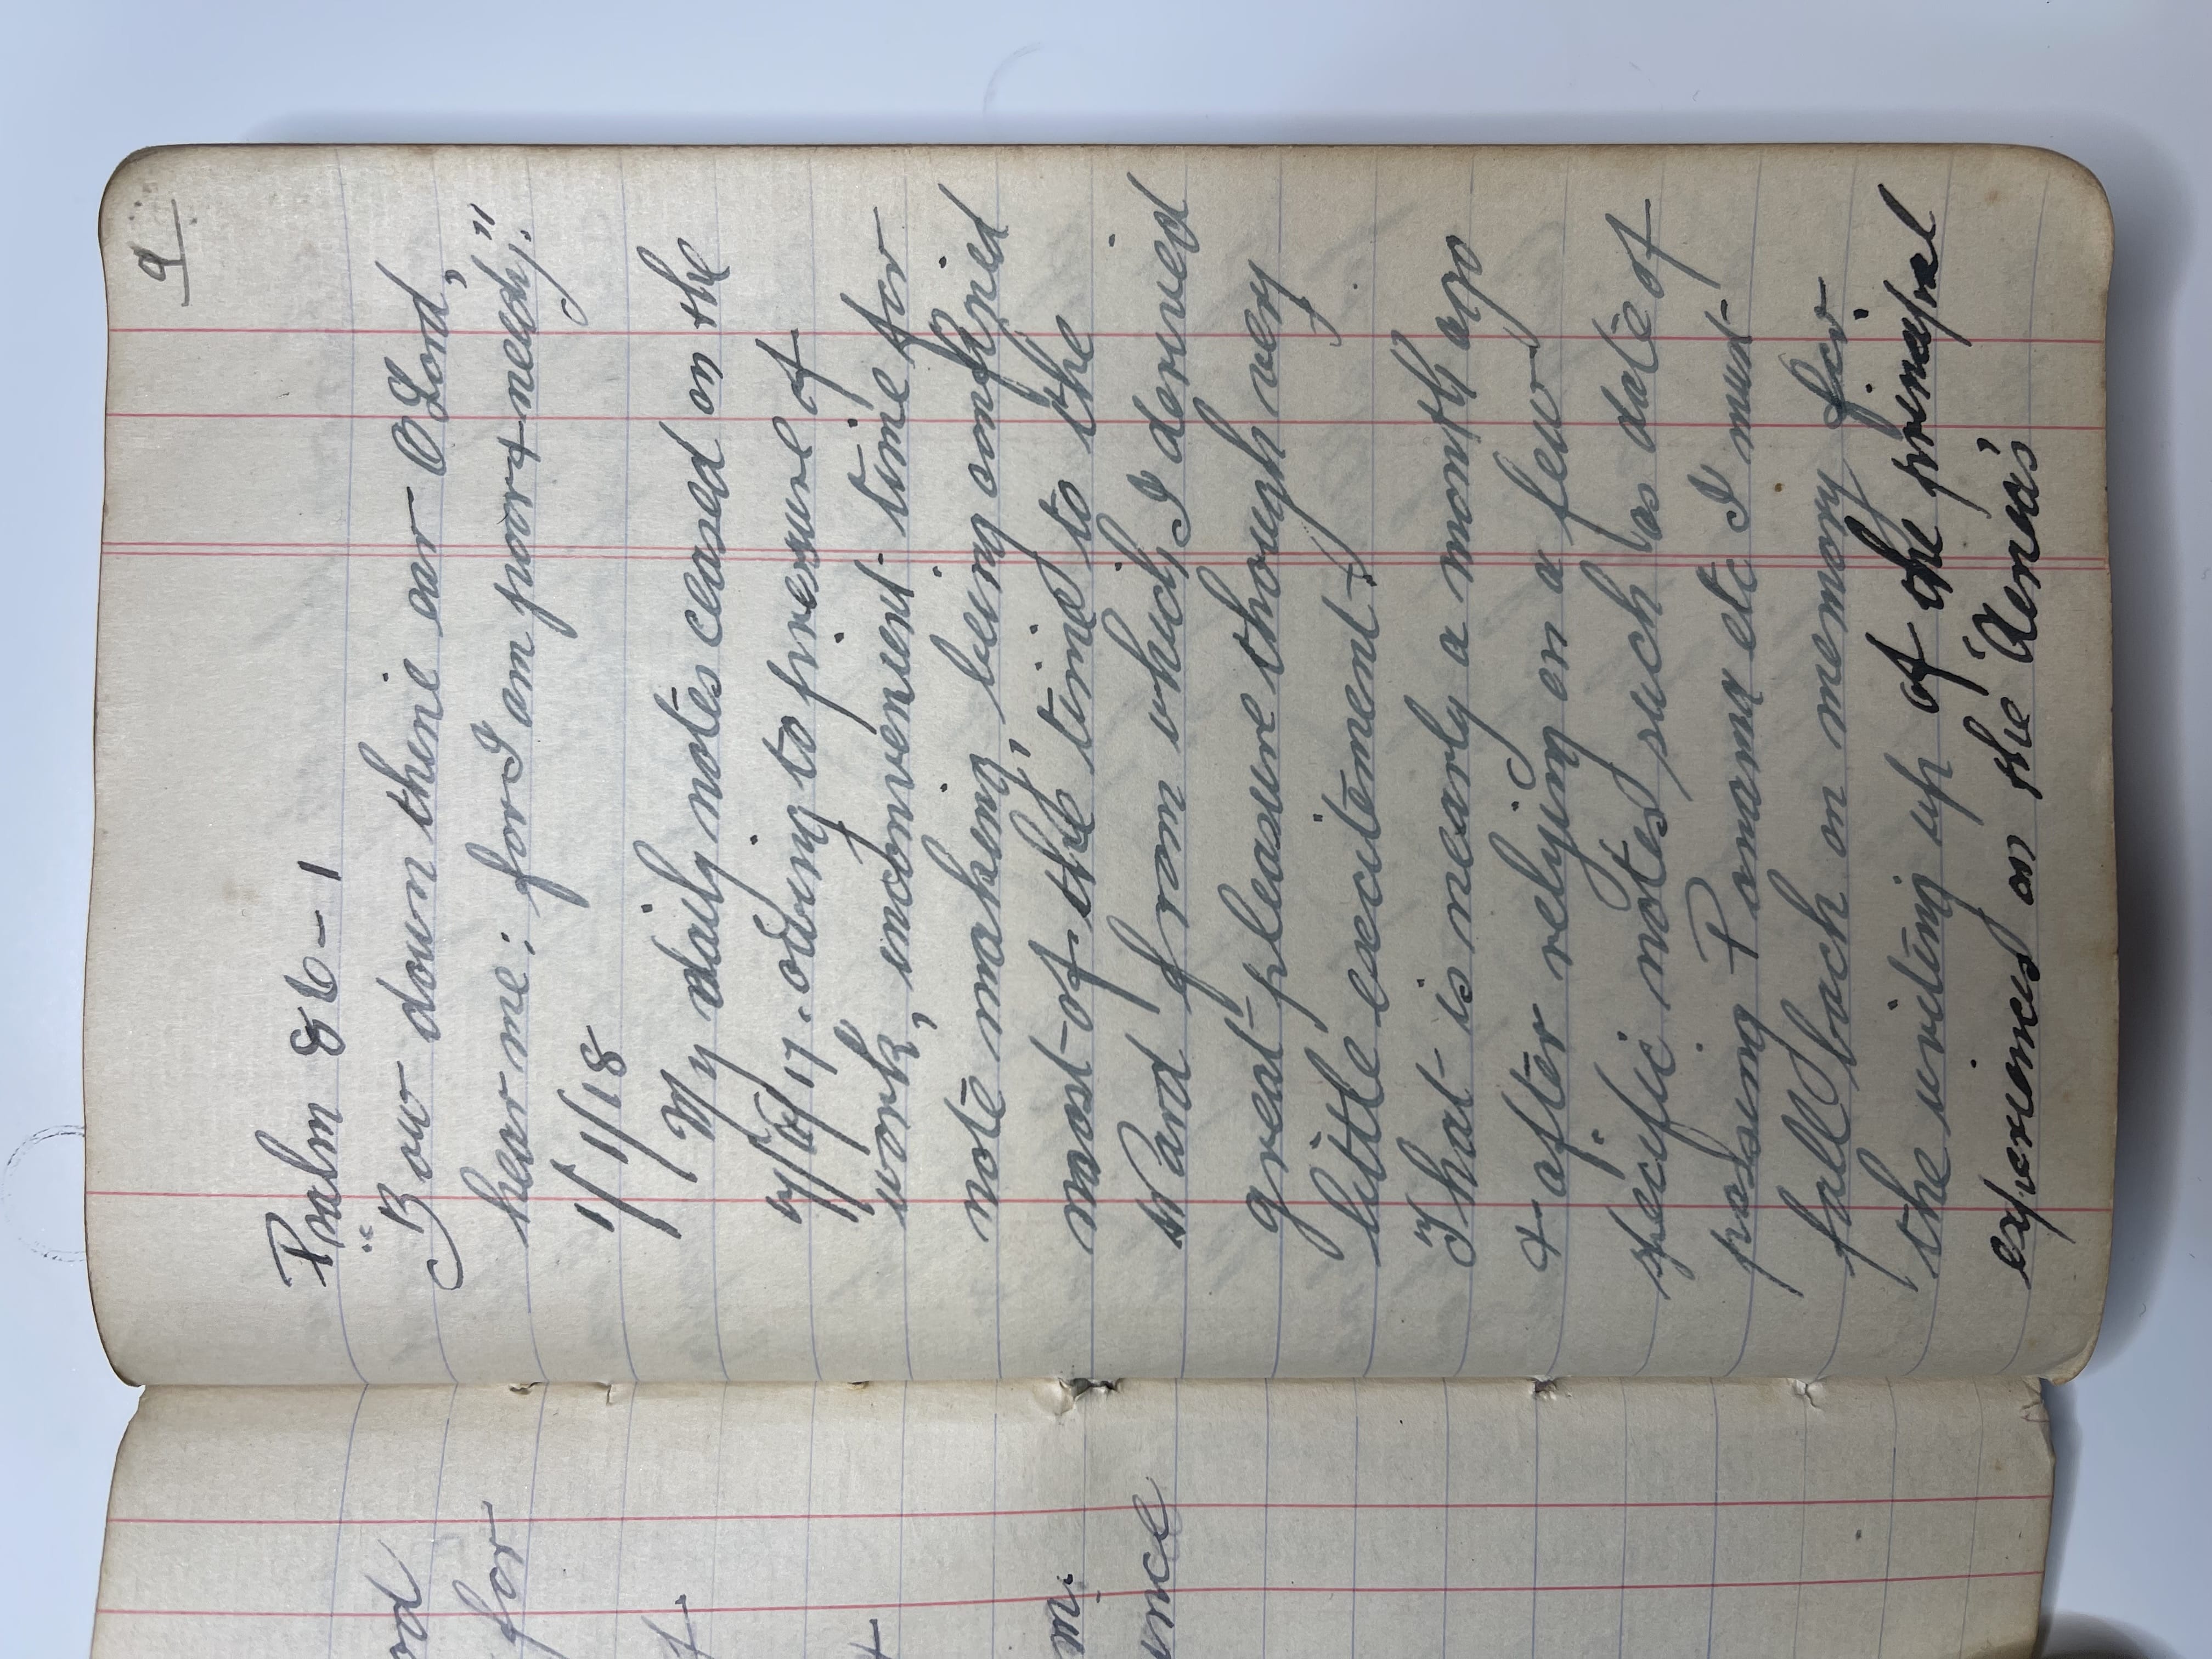 9
Psalm 86-1
"Bow down thine ear O Lord,
hear me: for I am poor & needy."
1/1/18
My daily notes ceased on the
/17. owing to pressure of
work, inconvenient time for
note making, being confined
most of the time to the
Ward from which I derived
great pleasure though very
little excitement.
That is nearly a month ago
& after relying on a few
specific notes such as date of
passing Panama etc I must
fall back on memory for
the writing up of the principal
experiences on the 'Aeneas'
od
for
f
+
m.
ince